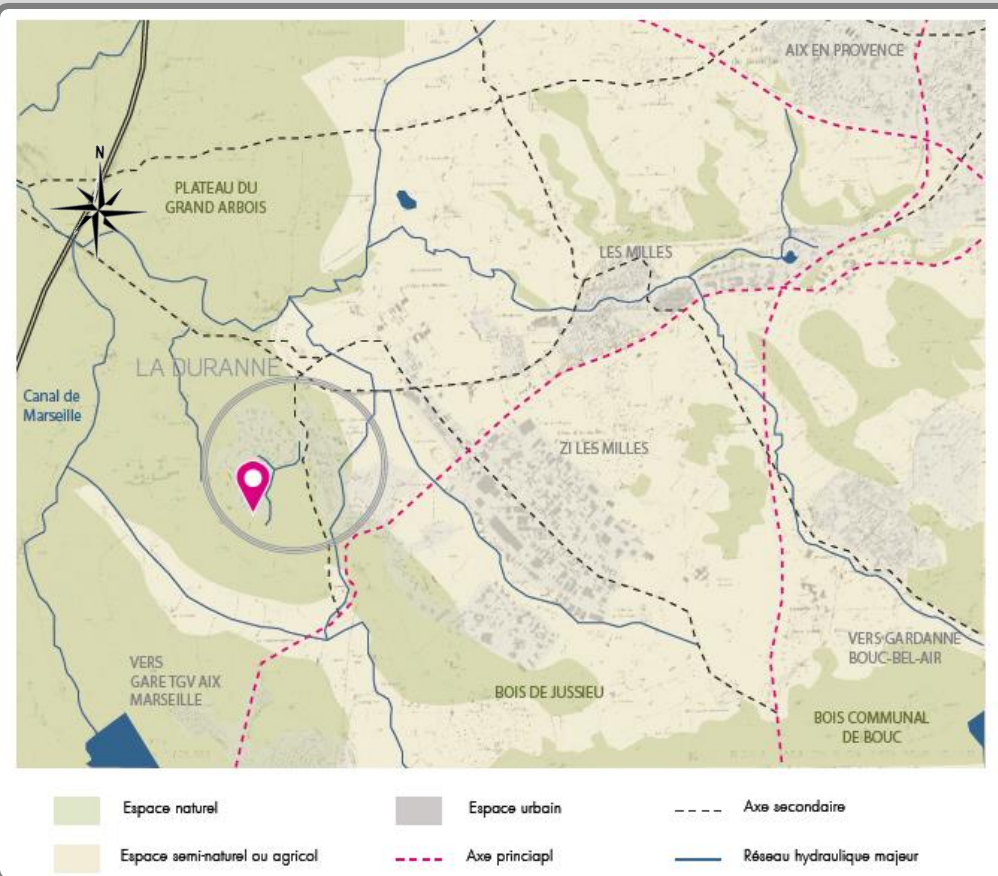 AIX EN PROVENCE
N
PLATEAU DU
GRAND ARBOIS
LES MILLES
LA DURANNE
Canal de
Marseille
ZI LES MILLES
VERS GARDANNE
BOUC-BEL-AIR
VERS
GARE TGV AIX
MARSEILLE
BOIS DE JUSSIEU
BOIS COMMUNAL
DE BOUC
Espace naturel
Espace urbain
Axe secondaire
Espace semi-naturel ou agricol
Axe princiapl
Réseau hydraulique majeur